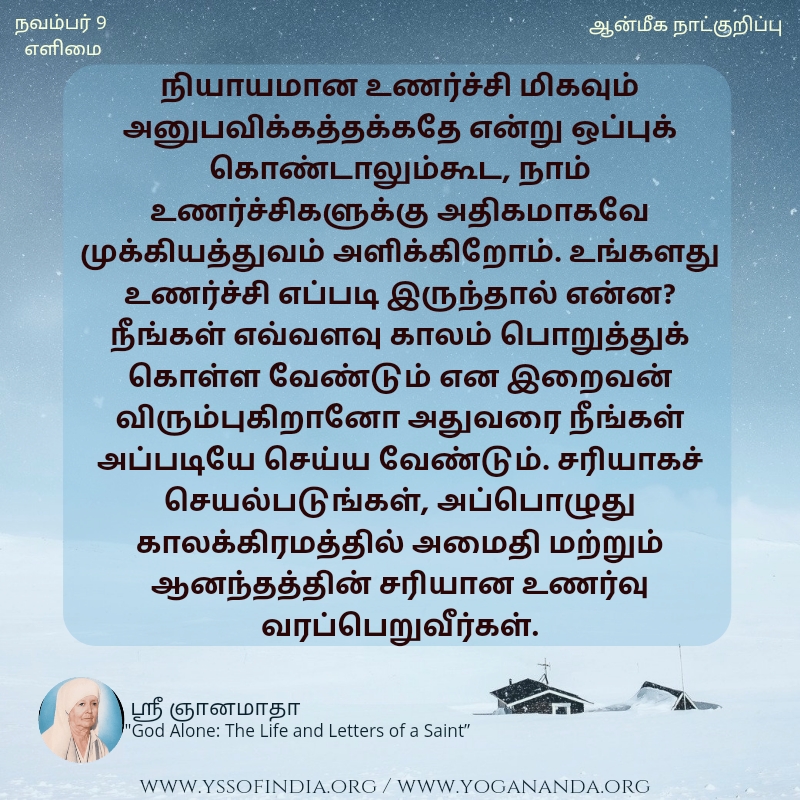 நவம்பர் 9
எளிமை
ஆன்மீக நாட்குறிப்பு
நியாயமான உணர்ச்சி மிகவும்
அனுபவிக்கத்தக்கதே என்று ஒப்புக்
கொண்டாலும்கூட, நாம்
உணர்ச்சிகளுக்கு அதிகமாகவே
முக்கியத்துவம் அளிக்கிறோம். உங்களது
உணர்ச்சி எப்படி இருந்தால் என்ன?
நீங்கள் எவ்வளவு காலம் பொறுத்துக்
கொள்ள வேண்டும் என இறைவன்
விரும்புகிறானோ அதுவரை நீங்கள்
அப்படியே செய்ய வேண்டும். சரியாகச்
செயல்படுங்கள், அப்பொழுது
காலக்கிரமத்தில் அமைதி மற்றும்
ஆனந்தத்தின் சரியான உணர்வு
வரப்பெறுவீர்கள்.
ஸ்ரீ ஞானமாதா
"God Alone: The Life and Letters of a Saint”
WWW.YSSOFINDIA.ORG / WWW.YOGANANDA.ORG